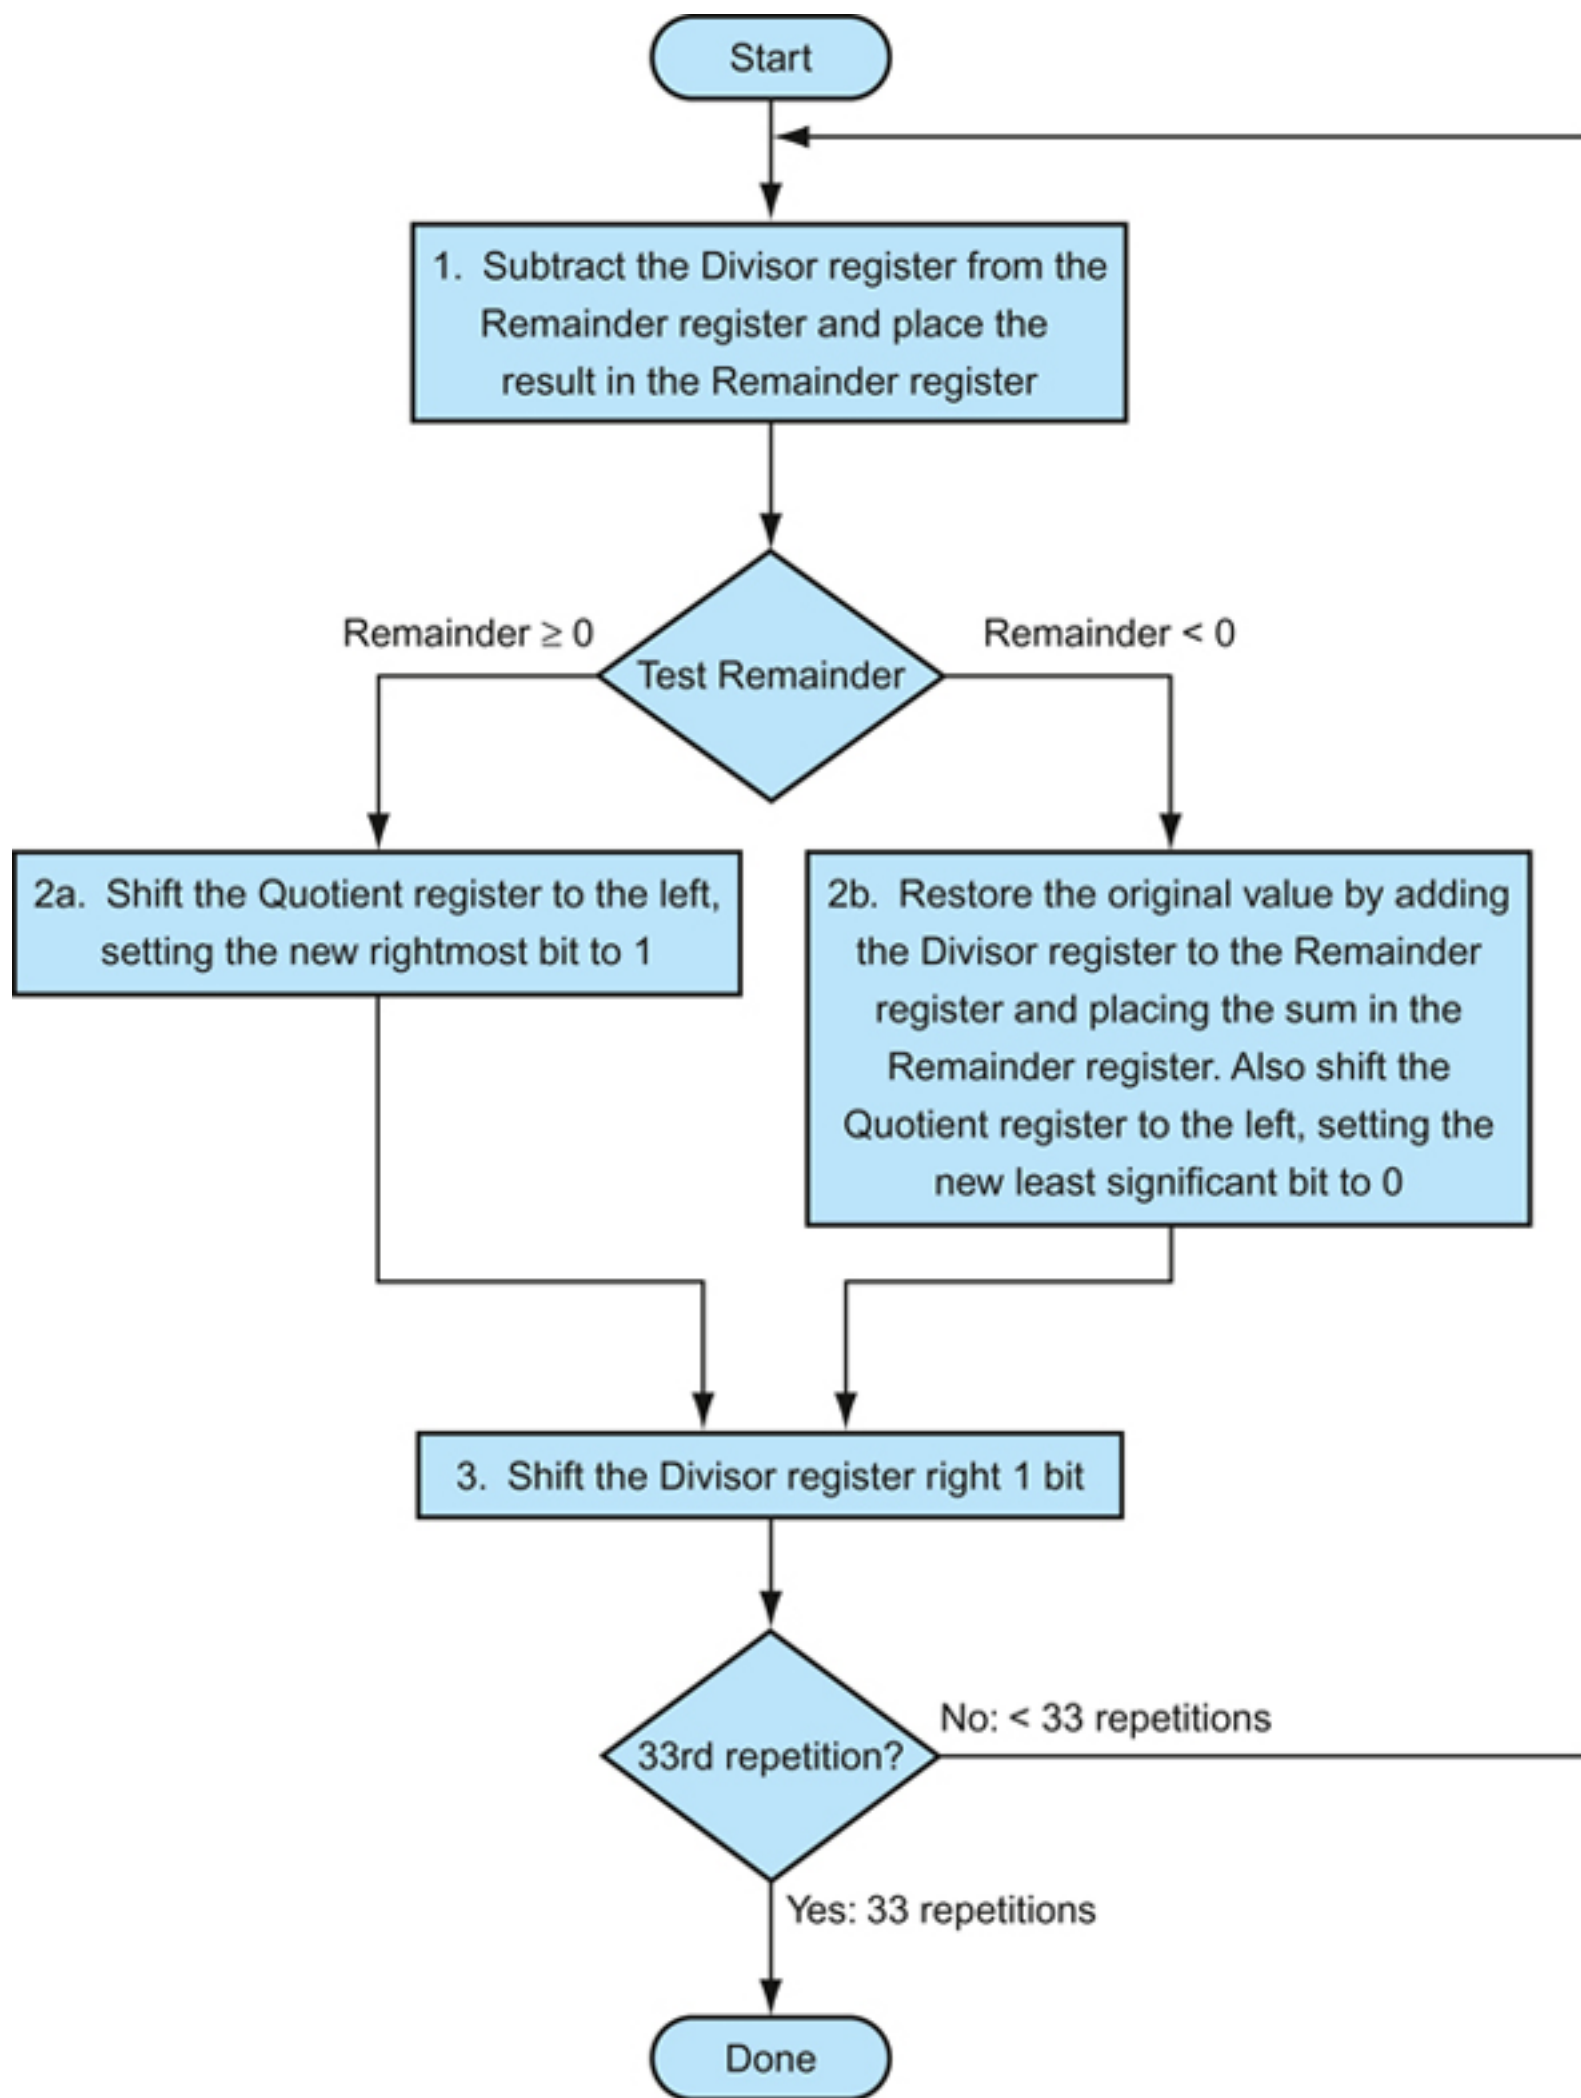 Start
1. Subtract the Divisor register from the
Remainder register and place the
result in the Remainder register
Remainder ≥ 0
Remainder < 0
Test Remainder
2a. Shift the Quotient register to the left,
setting the new rightmost bit to 1
2b. Restore the original value by adding
the Divisor register to the Remainder
register and placing the sum in the
Remainder register. Also shift the
Quotient register to the left, setting the
new least significant bit to 0
3. Shift the Divisor register right 1 bit
No: < 33 repetitions
33rd repetition?
Yes: 33 repetitions
Done